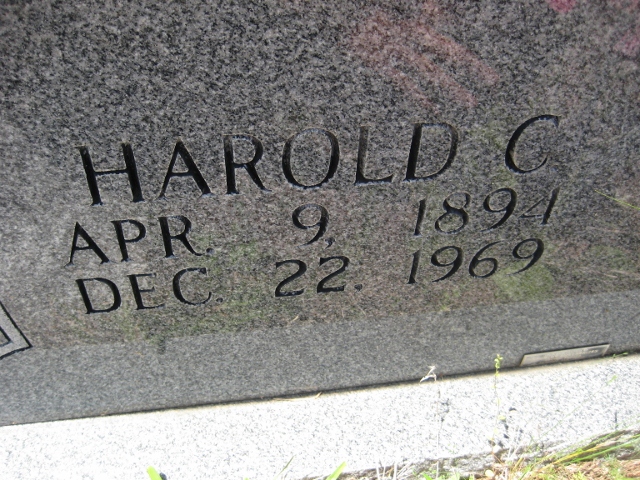 HAROLD C
APR. 9, 1894
DEC. 22. 1969